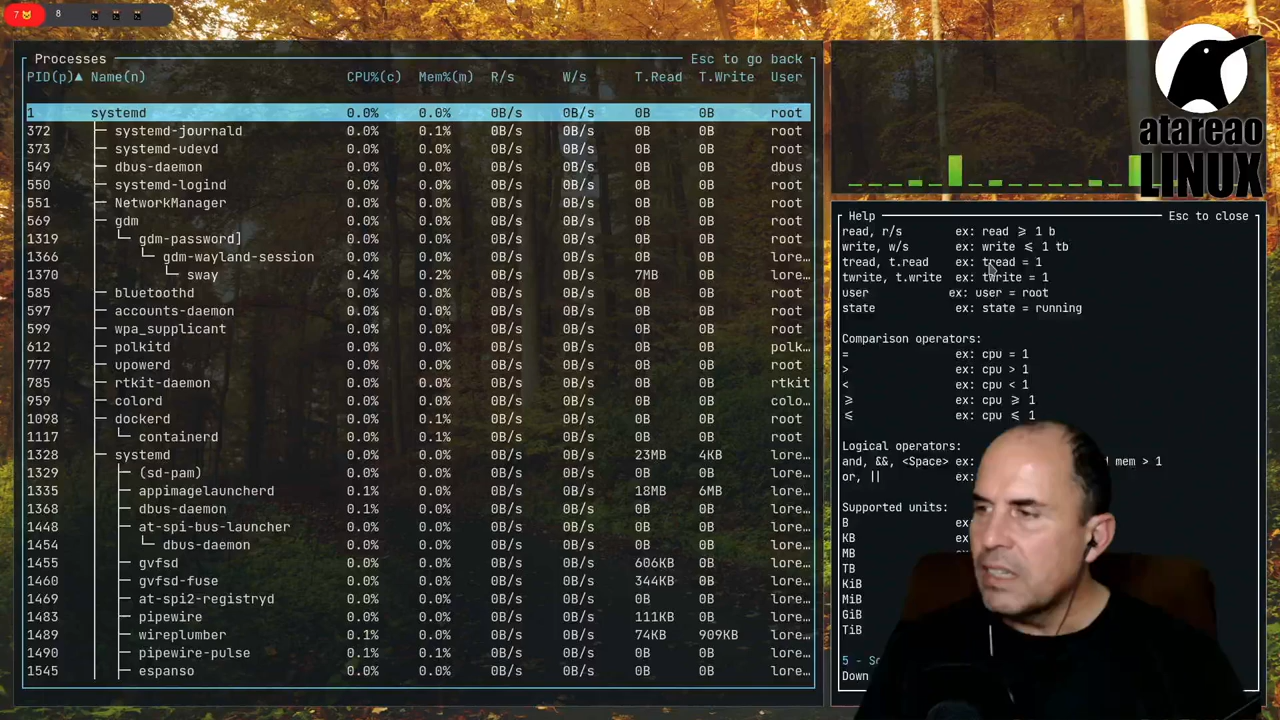 7 8
Processes Esc to go back
PID(p)▲ Name(n) CPU%(c) Mem%(m) R/s W/s T.Read T.Write User
1 systemd 0.0% 0.0% 0B/s 0B/s 0B 0B root
372 ├─ systemd-journald 0.0% 0.1% 0B/s 0B/s 0B 0B root
373 ├─ systemd-udevd 0.0% 0.0% 0B/s 0B/s 0B 0B root
549 ├─ dbus-daemon 0.0% 0.0% 0B/s 0B/s 0B 0B dbus
550 ├─ systemd-logind 0.0% 0.0% 0B/s 0B/s 0B 0B root
551 ├─ NetworkManager 0.0% 0.0% 0B/s 0B/s 0B 0B root
569 ├─ gdm 0.0% 0.0% 0B/s 0B/s 0B 0B root
1319 │ └─ gdm-password] 0.0% 0.0% 0B/s 0B/s 0B 0B root
1366 │ └─ gdm-wayland-session 0.0% 0.0% 0B/s 0B/s 0B 0B root
1370 │ └─ sway 0.4% 0.2% 0B/s 0B/s 7MB 0B root
585 ├─ bluetoothd 0.0% 0.0% 0B/s 0B/s 0B 0B root
597 ├─ accounts-daemon 0.0% 0.0% 0B/s 0B/s 0B 0B root
599 ├─ wpa_supplicant 0.0% 0.0% 0B/s 0B/s 0B 0B root
612 ├─ polkitd 0.0% 0.0% 0B/s 0B/s 0B 0B polk…
777 ├─ upowerd 0.0% 0.0% 0B/s 0B/s 0B 0B root
785 ├─ rtkit-daemon 0.0% 0.0% 0B/s 0B/s 0B 0B rtkit
959 ├─ colord 0.0% 0.0% 0B/s 0B/s 0B 0B colo…
1098 ├─ dockerd 0.0% 0.1% 0B/s 0B/s 0B 0B root
1117 │ └─ containerd 0.0% 0.1% 0B/s 0B/s 0B 0B root
1328 ├─ systemd 0.0% 0.0% 0B/s 0B/s 23MB 4KB lore…
1329 │ ├─ (sd-pam) 0.0% 0.0% 0B/s 0B/s 0B 0B lore…
1335 │ ├─ appimagelauncherd 0.1% 0.0% 0B/s 0B/s 18MB 6MB lore…
1368 │ ├─ dbus-daemon 0.1% 0.0% 0B/s 0B/s 0B 0B lore…
1448 │ ├─ at-spi-bus-launcher 0.0% 0.0% 0B/s 0B/s 0B 0B lore…
1454 │ │ └─ dbus-daemon 0.0% 0.0% 0B/s 0B/s 0B 0B lore…
1455 │ ├─ gvfsd 0.0% 0.0% 0B/s 0B/s 606KB 0B lore…
1460 │ ├─ gvfsd-fuse 0.0% 0.0% 0B/s 0B/s 344KB 0B lore…
1469 │ ├─ at-spi2-registryd 0.0% 0.0% 0B/s 0B/s 0B 0B lore…
1483 │ ├─ pipewire 0.0% 0.0% 0B/s 0B/s 111KB 0B lore…
1489 │ ├─ wireplumber 0.1% 0.0% 0B/s 0B/s 74KB 909KB lore…
1490 │ ├─ pipewire-pulse 0.1% 0.1% 0B/s 0B/s 0B 0B lore…
1545 │ ├─ espanso 0.0% 0.0% 0B/s 0B/s 0B 0B lore…
atareao
LINUX
Help Esc to close
read, r/s ex: read ≥ 1 b
write, w/s ex: write ≤ 1 tb
tread, t.read ex: tread = 1
twrite, t.write ex: twrite = 1
user ex: user = root
state ex: state = running
Comparison operators:
= ex: cpu = 1
> ex: cpu > 1
< ex: cpu < 1
≥ ex: cpu ≥ 1
≤ ex: cpu ≤ 1
Logical operators:
and, &&, <Space> ex: mem > 1
or, || ex:
Supported units:
B ex
KB ex
MB
TB
KiB
MiB
GiB
TiB
5 -
Down